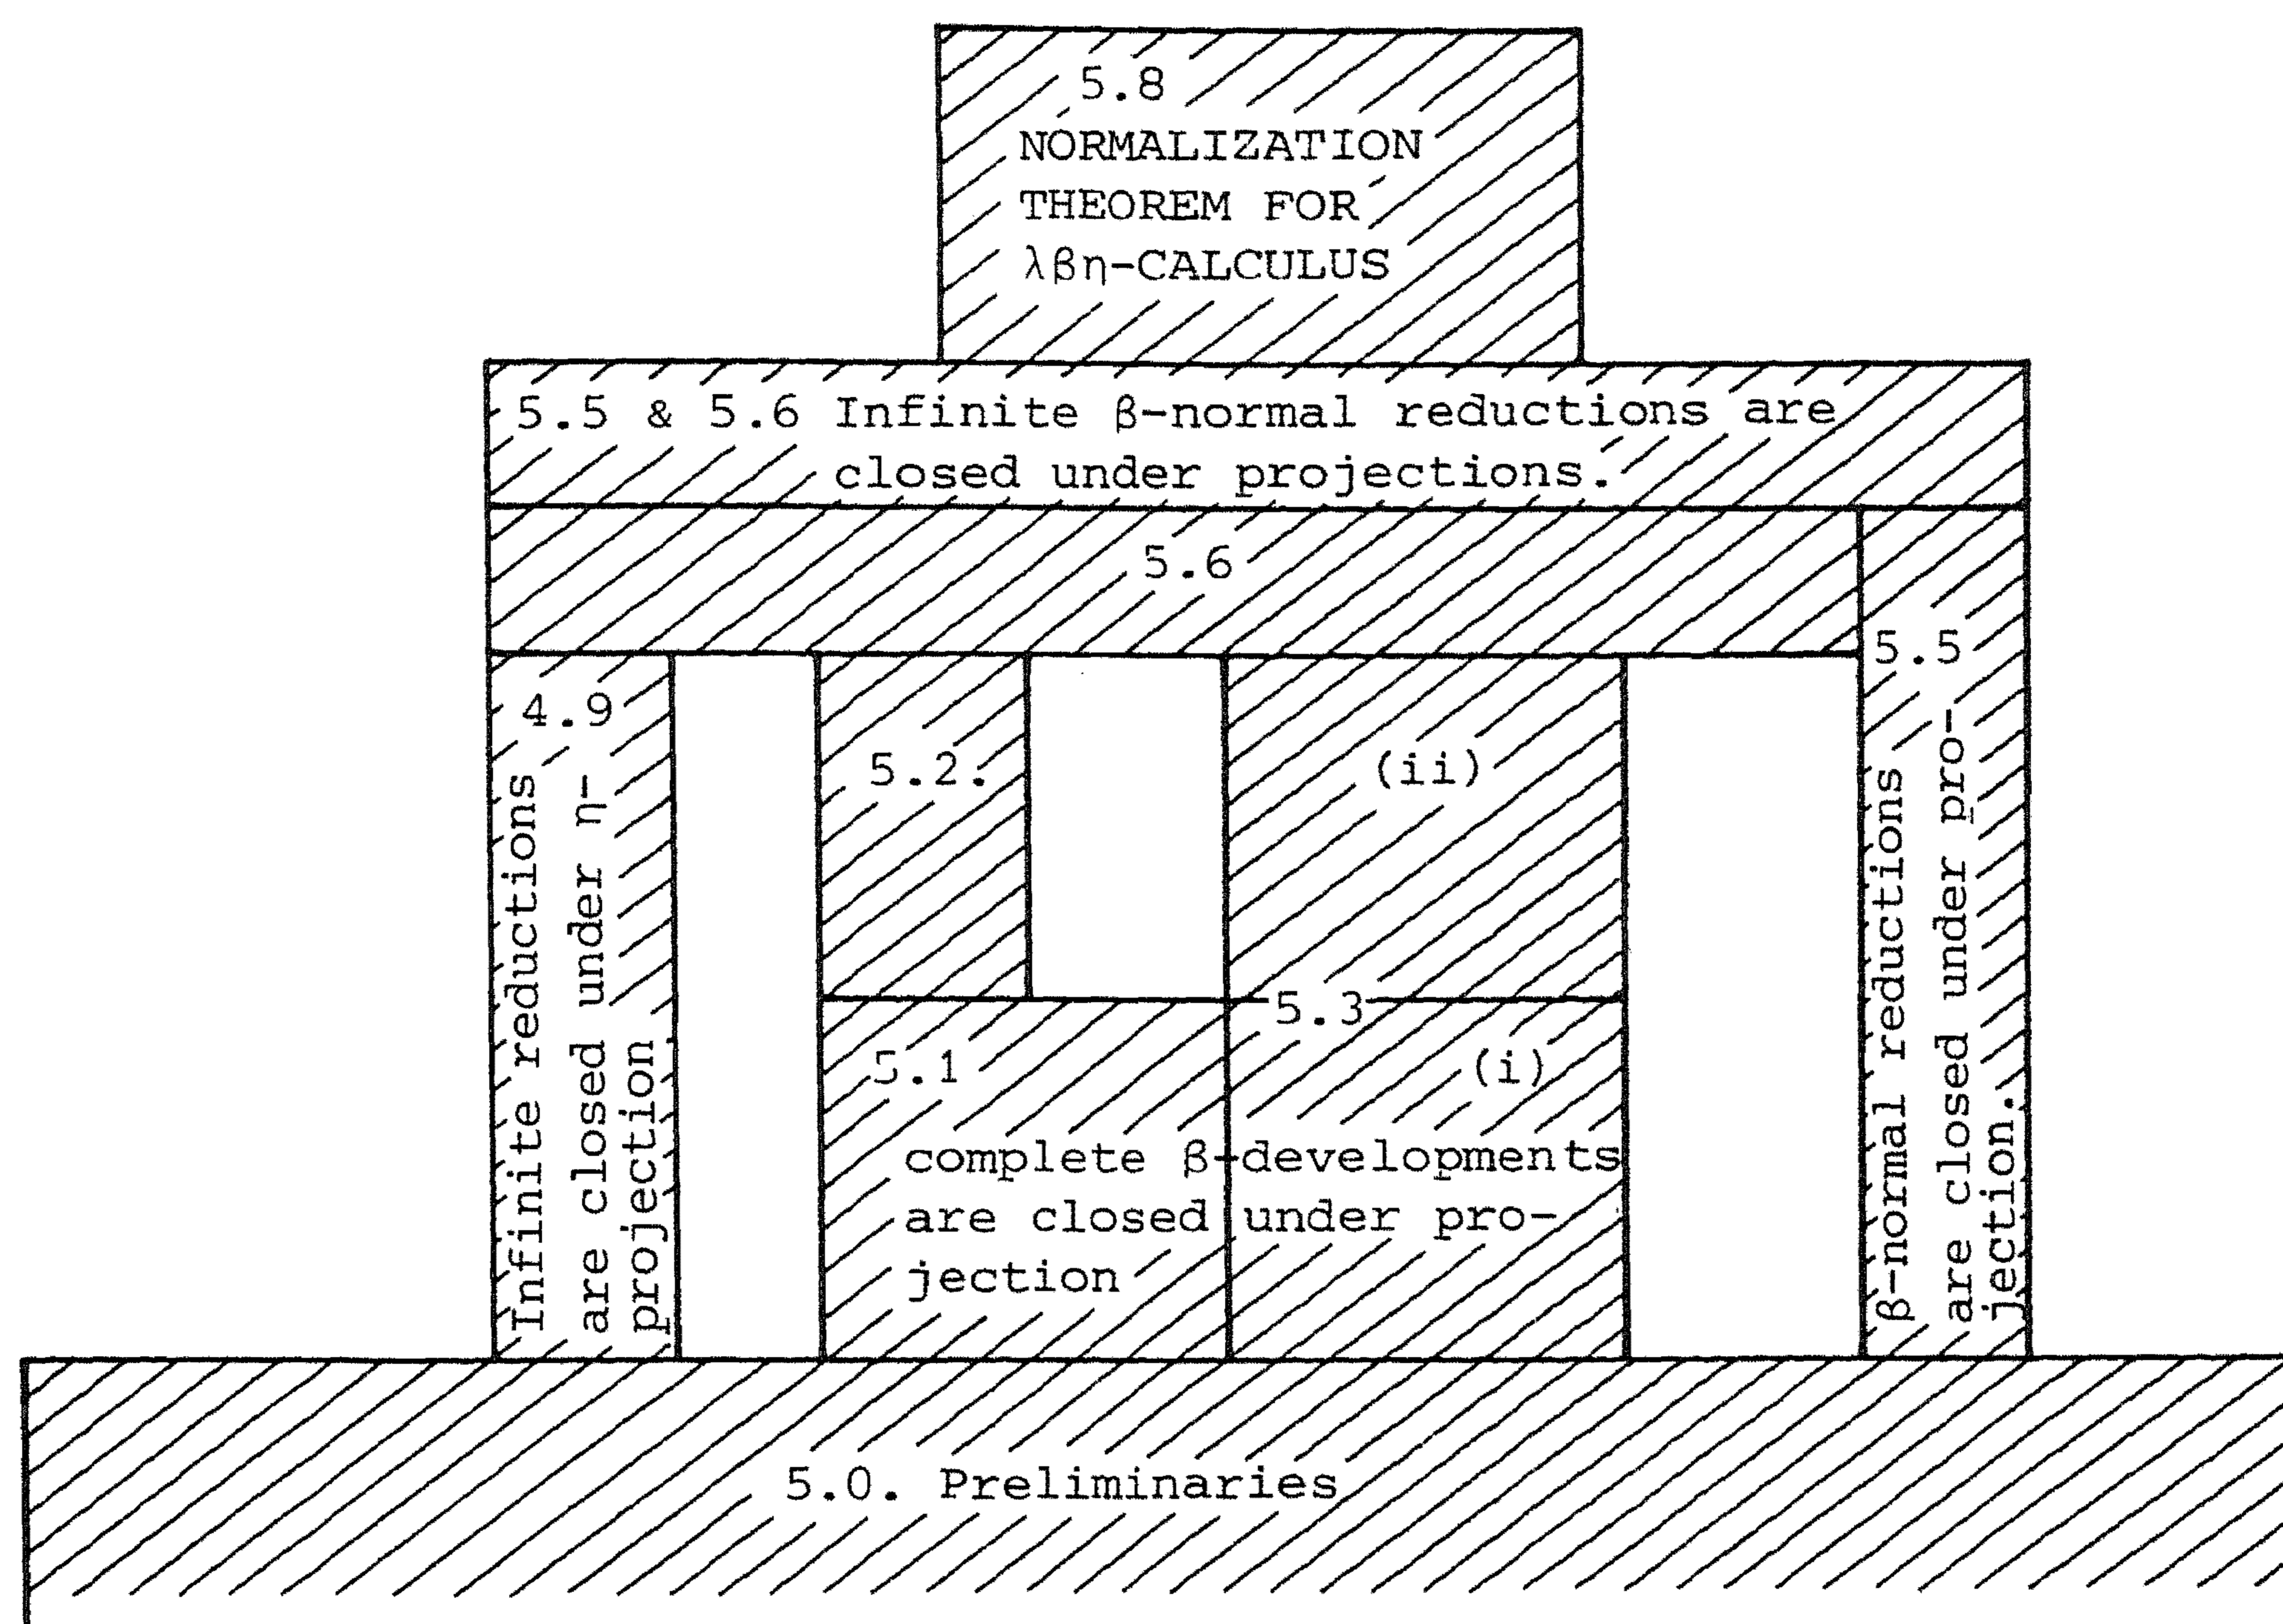 5.8
NORMALIZATION
THEOREM FOR
λβη-CALCULUS
5.5 & 5.6 Infinite β-normal reductions are
closed under projections.
5.6
4.9
Infinite reductions
are closed under η-
projection
5.2.
(ii)
5.3
5.1
(i)
complete β-developments
are closed under pro-
jection
5.5
β-normal reductions
are closed under pro-
jection.
5.0. Preliminaries